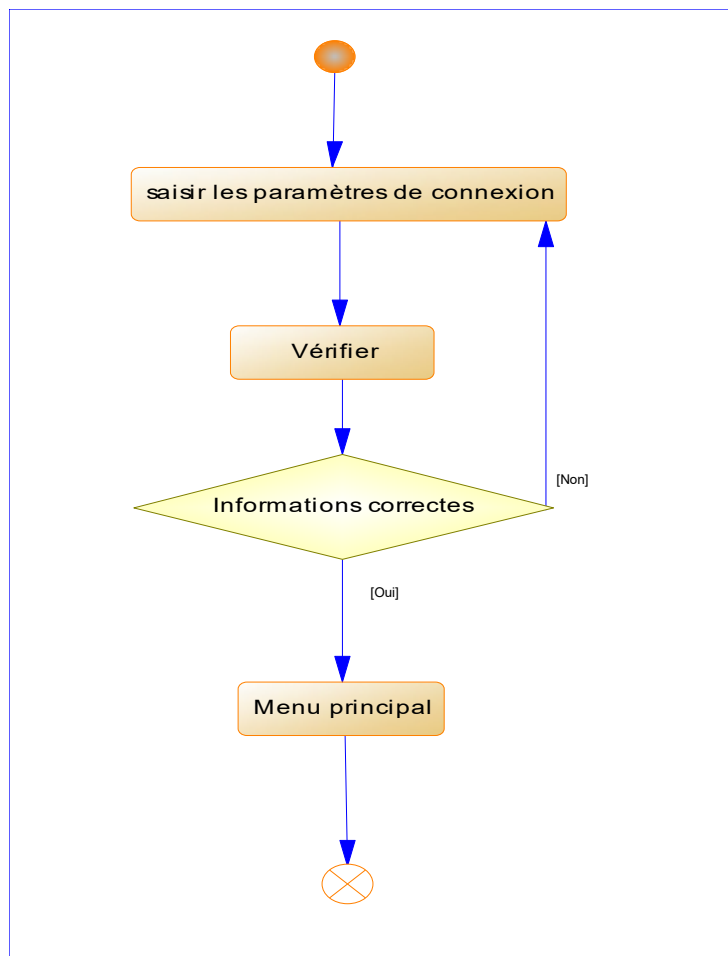 saisir les paramètres de connexion
Vérifier
Informations correctes
[Non]
[Oui]
Menu principal